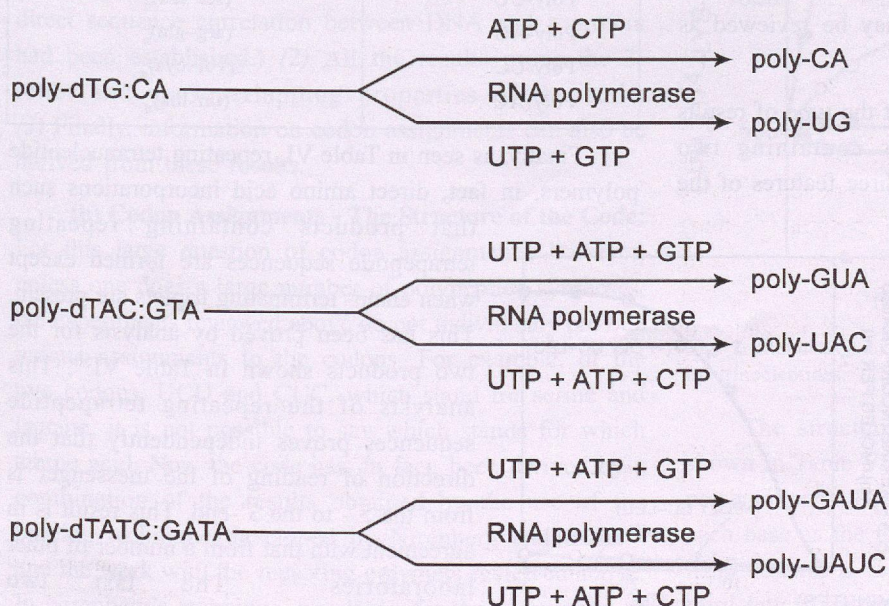 ATP + CTP
poly-dTG:CA
poly-CA
RNA polymerase
poly-UG
UTP + GTP
UTP + ATP + GTP
poly-dTAC:GTA
poly-GUA
RNA polymerase
poly-UAC
UTP + ATP + CTP
UTP + ATP + GTP
poly-dTATC:GATA
poly-GAUA
RNA polymerase
poly-UAUC
UTP + ATP + CTP